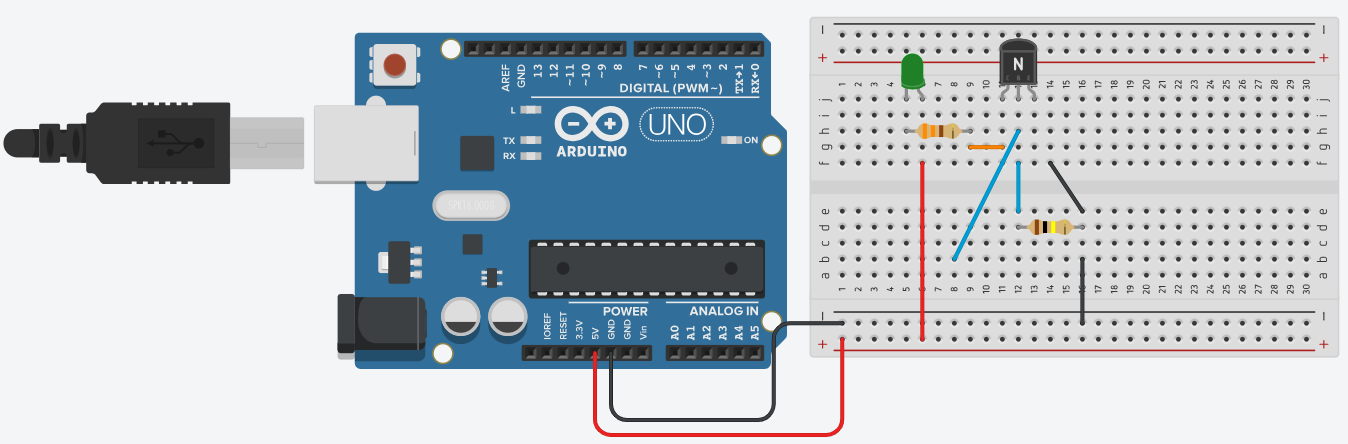 AREF
GND
13
12
~11
~10
~9
8
7
~6
~5
4
~3
2
TX→1
RX←0
DIGITAL (PWM~)
L
TX
RX
ARDUINO
UNO
ON
POWER
ANALOG IN
IOREF
RESET
3.3V
5V
GND
GND
Vin
A0
A1
A2
A3
A4
A5
N
− −
+ +
1 2 3 4 5 6 7 8 9 10 11 12 13 14 15 16 17 18 19 20 21 22 23 24 25 26 27 28 29 30
j j
i i
h h
g g
f f
e e
d d
c c
b b
a a
1 2 3 4 5 6 7 8 9 10 11 12 13 14 15 16 17 18 19 20 21 22 23 24 25 26 27 28 29 30
− −
+ +